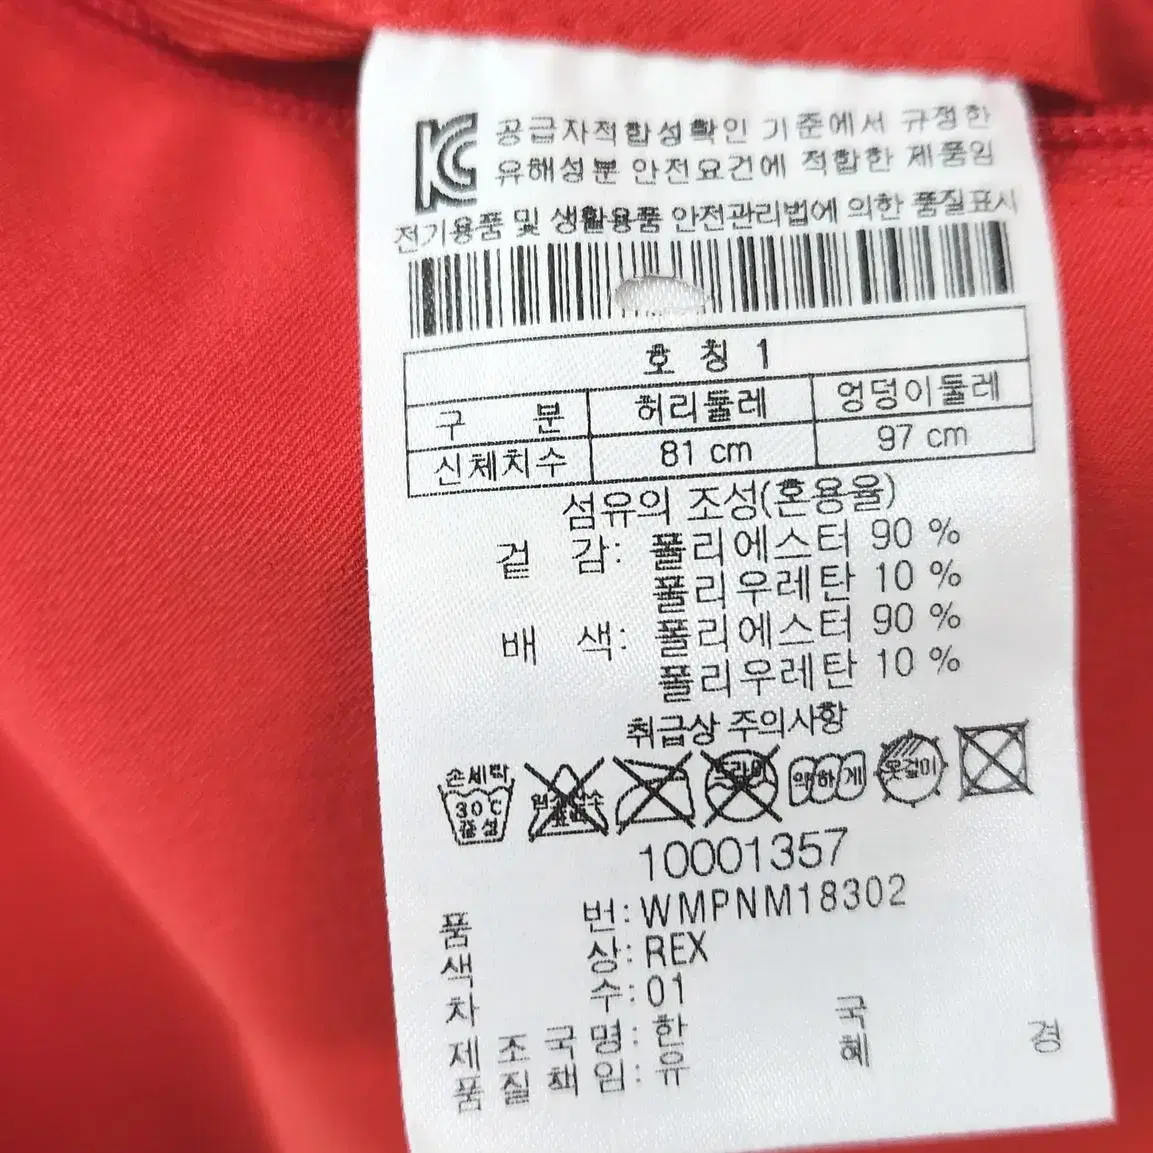 KC 공급자적합성확인 기준에서 규정한
유해성분 안전요건에 적합한 제품임
전기용품 및 생활용품 안전관리법에 의한 품질표시
호 칭 1
구 분 허리둘레 엉덩이둘레
신체치수 81 cm 97 cm
섬유의 조성(혼용율)
겉 감: 폴리에스터 90 %
폴리우레탄 10 %
배 색: 폴리에스터 90 %
폴리우레탄 10 %
취급상 주의사항
손세탁 30℃ 중성 드라이 약하게 옷걸이
10001357
품 번: WMPNM18302
색 상: REX
차 수: 01
제 조 국 명: 한 국
품 질 책 임: 유 혜 경